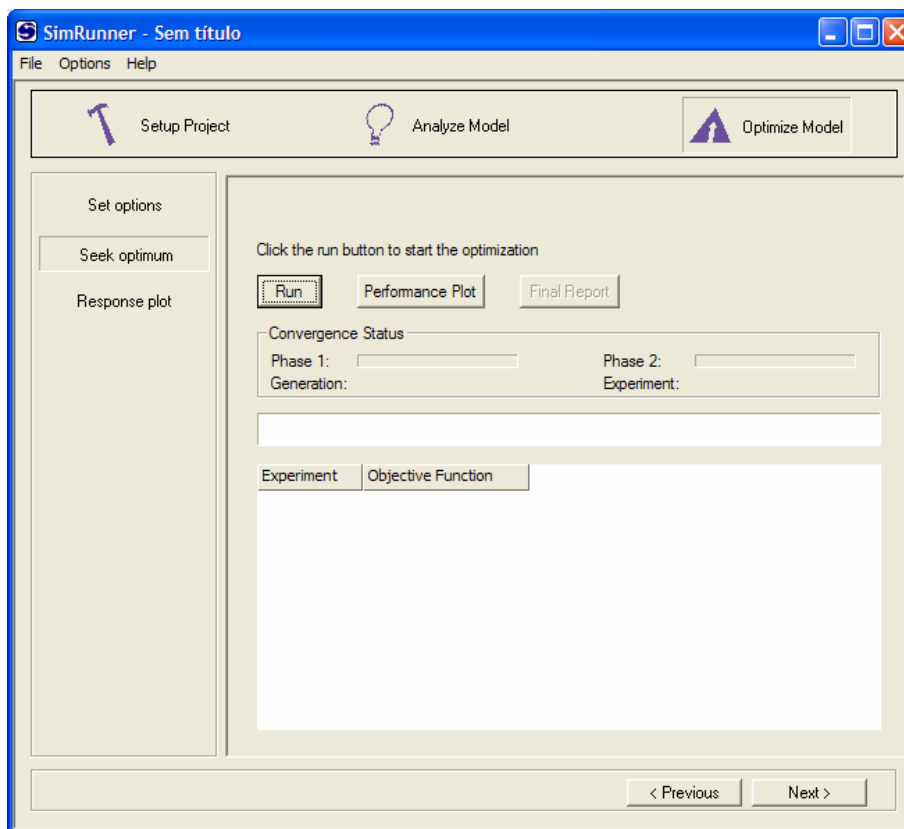 SimRunner - Sem título
File Options Help
Setup Project Analyze Model Optimize Model
Set options
Seek optimum
Response plot
Click the run button to start the optimization
Run Performance Plot Final Report
Convergence Status
Phase 1: Phase 2:
Generation: Experiment:
Experiment Objective Function
< Previous Next >